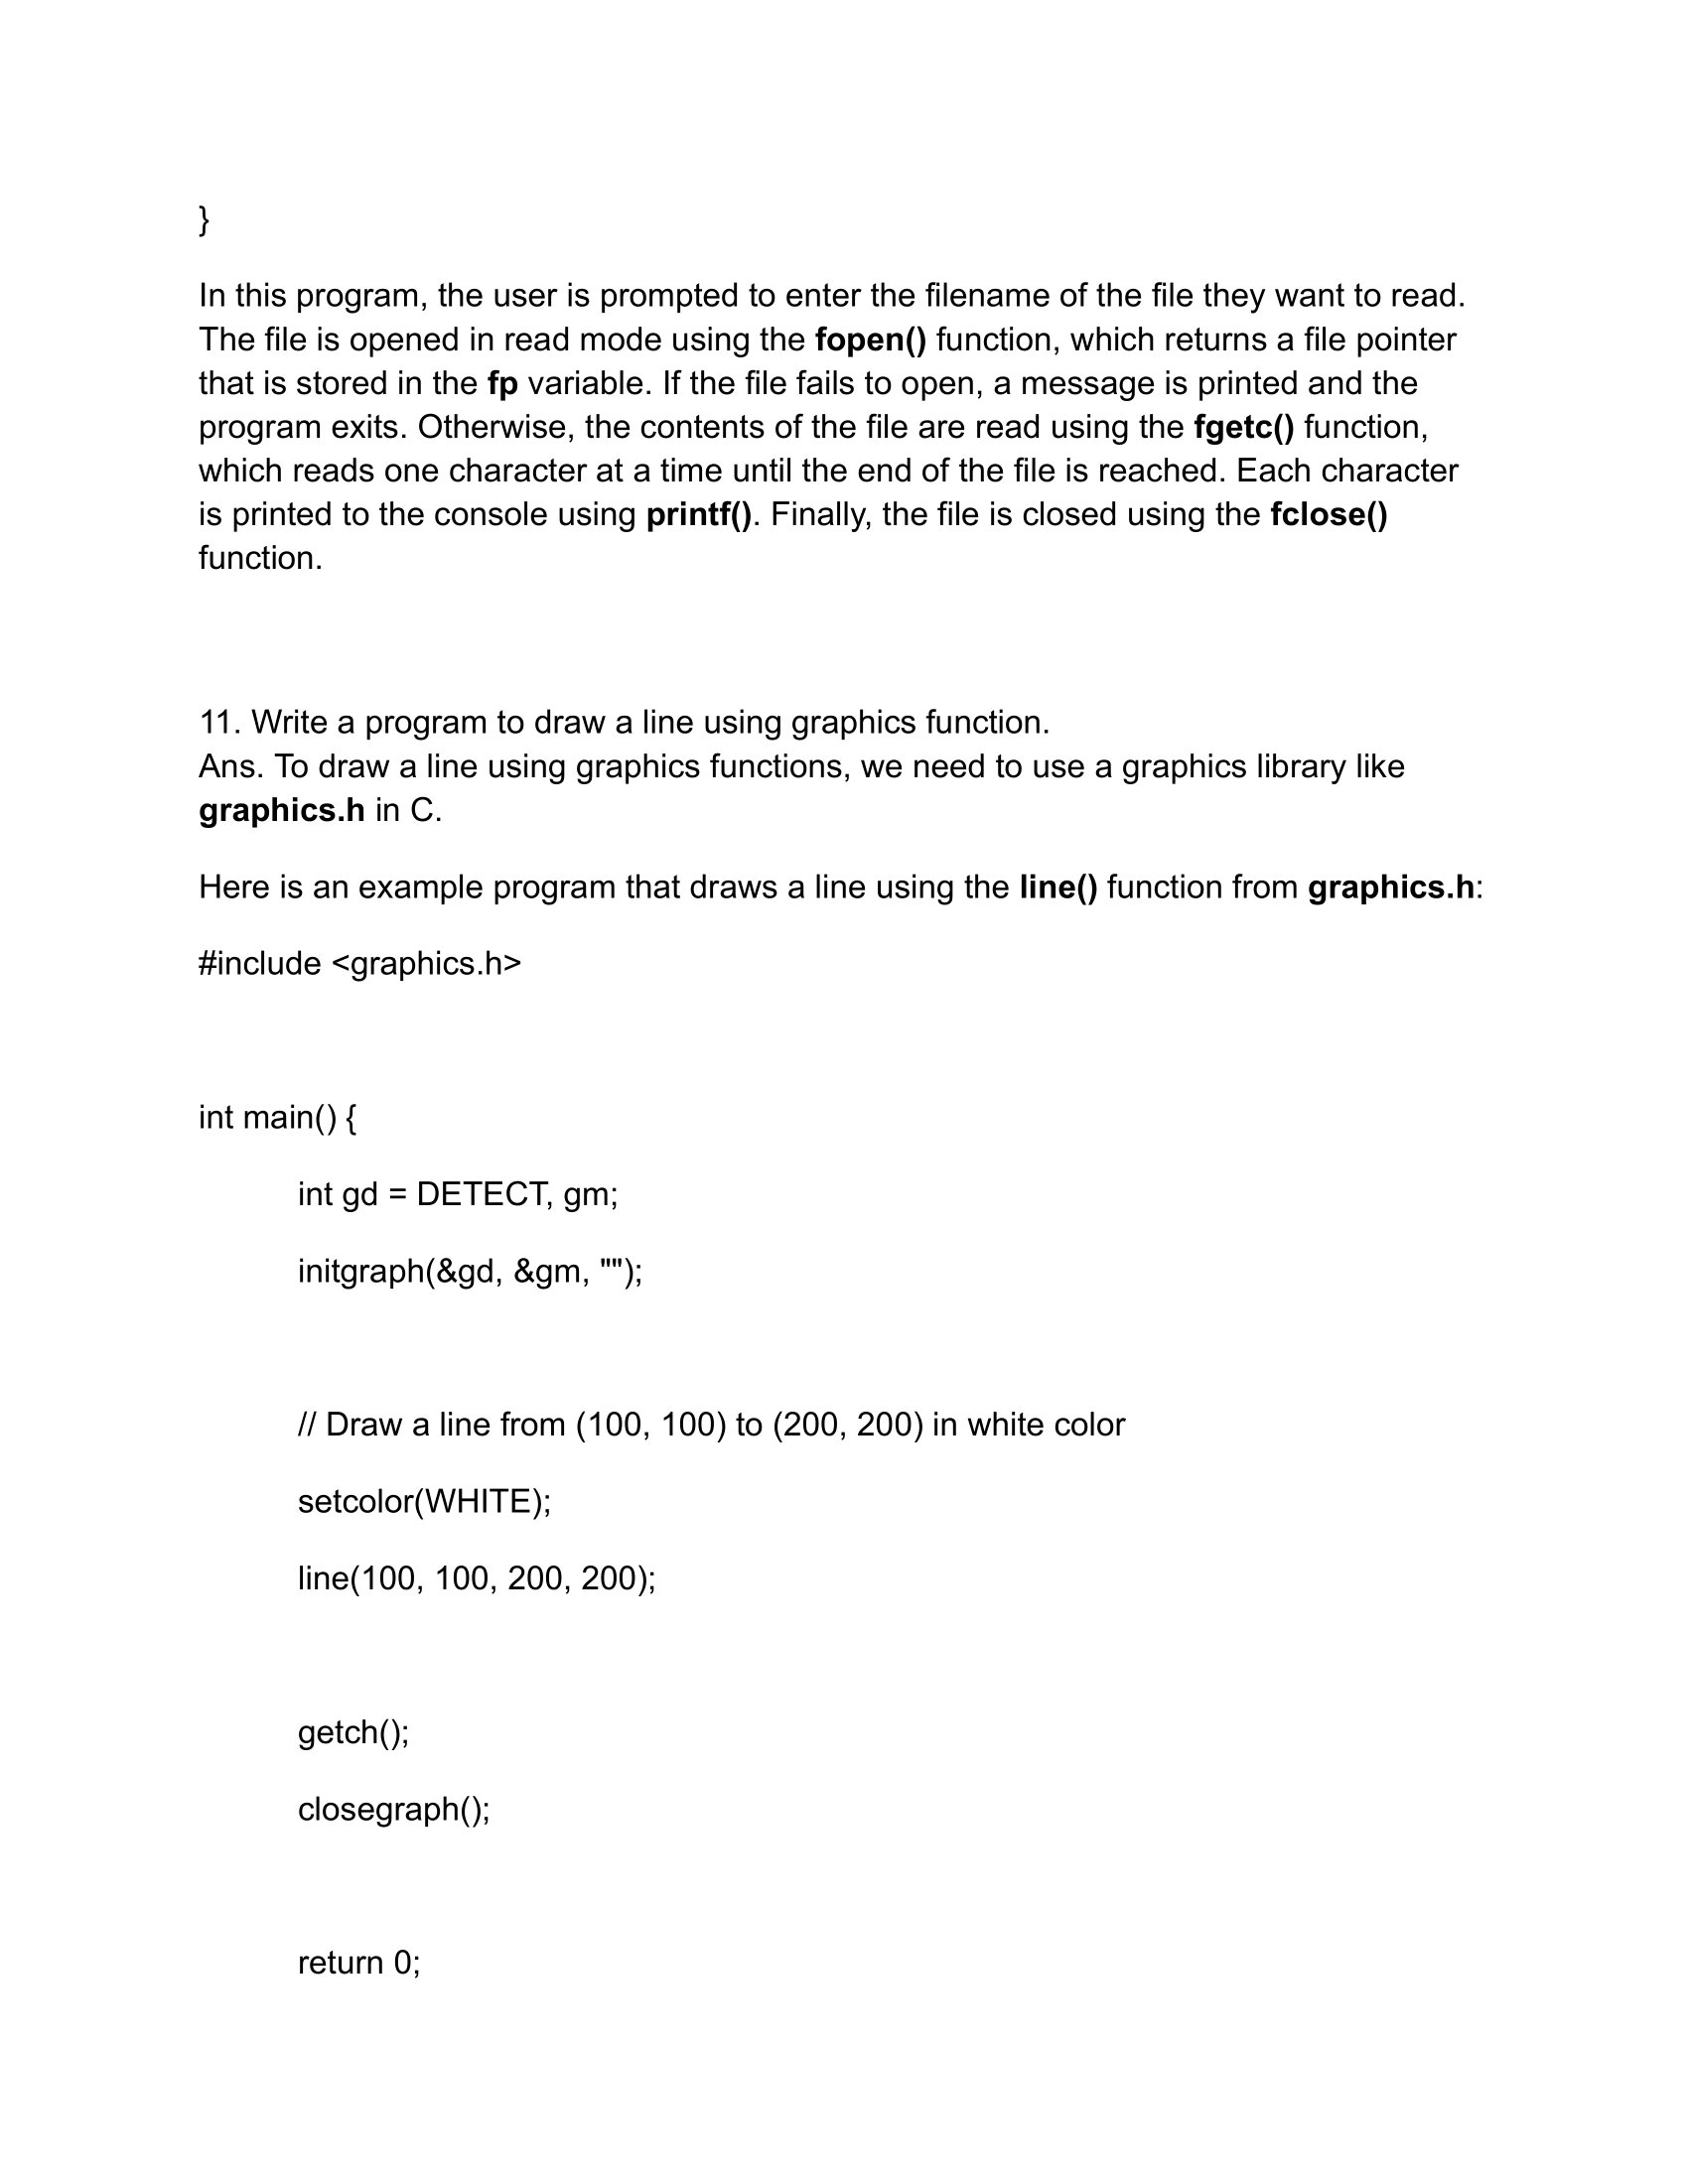 }
In this program, the user is prompted to enter the filename of the file they want to read.
The file is opened in read mode using the fopen() function, which returns a file pointer
that is stored in the fp variable. If the file fails to open, a message is printed and the
program exits. Otherwise, the contents of the file are read using the fgetc() function,
which reads one character at a time until the end of the file is reached. Each character
is printed to the console using printf(). Finally, the file is closed using the fclose()
function.
11. Write a program to draw a line using graphics function.
Ans. To draw a line using graphics functions, we need to use a graphics library like
graphics.h in C.
Here is an example program that draws a line using the line() function from graphics.h:
#include <graphics.h>
int main() {
int gd = DETECT, gm;
initgraph(&gd, &gm, "");
// Draw a line from (100, 100) to (200, 200) in white color
setcolor(WHITE);
line(100, 100, 200, 200);
getch();
closegraph();
return 0;